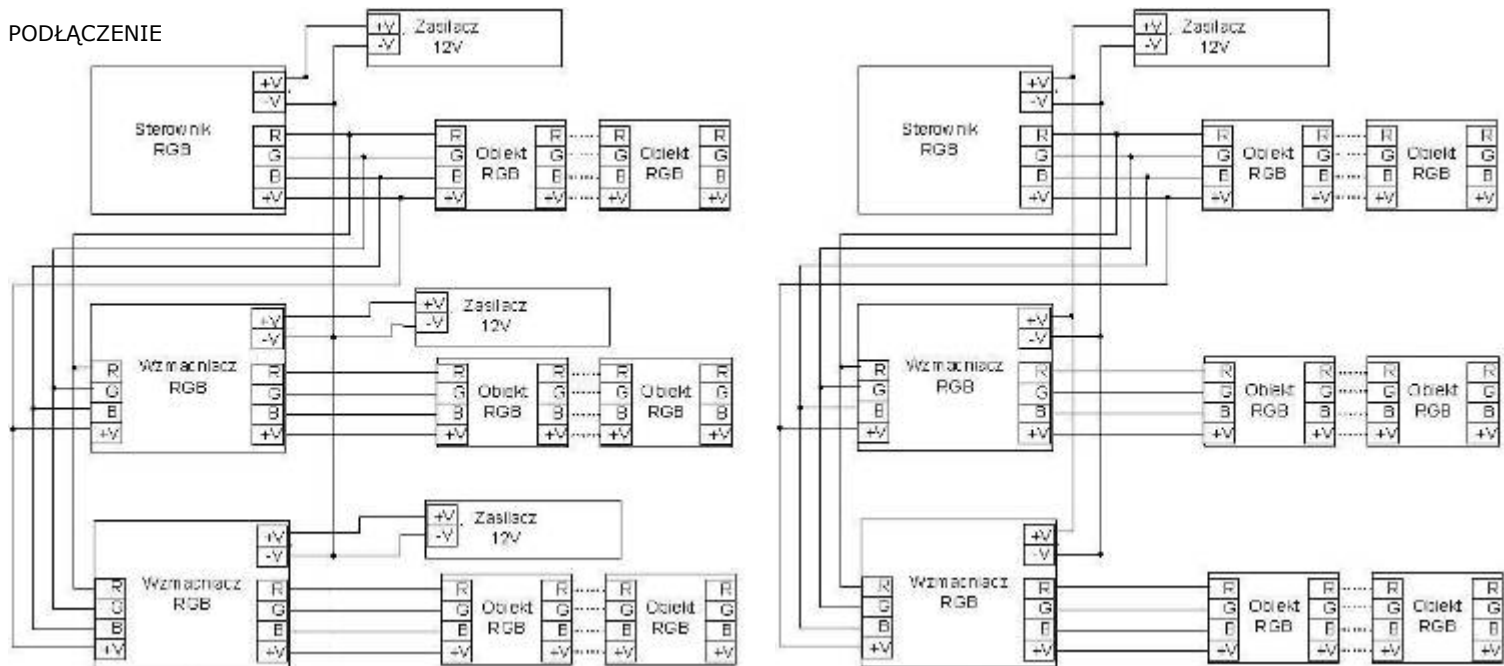 PODŁĄCZENIE
+V
-V
Zasilacz
12V
Sterownik
RGB
+V
-V
R
G
B
+V
R
G
B
+V
Obiekt
RGB
R
G
B
+V
Obiekt
RGB
R
G
B
+V
+V
-V
Zasilacz
12V
Wzmacniacz
RGB
R
G
B
+V
+V
-V
R
G
B
+V
R
G
B
+V
Obiekt
RGB
R
G
B
+V
Obiekt
RGB
R
G
B
+V
+V
-V
Zasilacz
12V
Wzmacniacz
RGB
R
G
B
+V
+V
-V
R
G
B
+V
R
G
B
+V
Obiekt
RGB
R
G
B
+V
Obiekt
RGB
R
G
B
+V
+V
-V
Zasilacz
12V
Sterownik
RGB
+V
-V
R
G
B
+V
R
G
B
+V
Obiekt
RGB
R
G
B
+V
Obiekt
RGB
R
G
B
+V
Wzmacniacz
RGB
R
G
B
+V
+V
-V
R
G
B
+V
R
G
B
+V
Obiekt
RGB
R
G
B
+V
Obiekt
RGB
R
G
B
+V
Wzmacniacz
RGB
R
G
B
+V
+V
-V
R
G
B
+V
R
G
B
+V
Obiekt
RGB
R
G
B
+V
Obiekt
RGB
R
G
B
+V